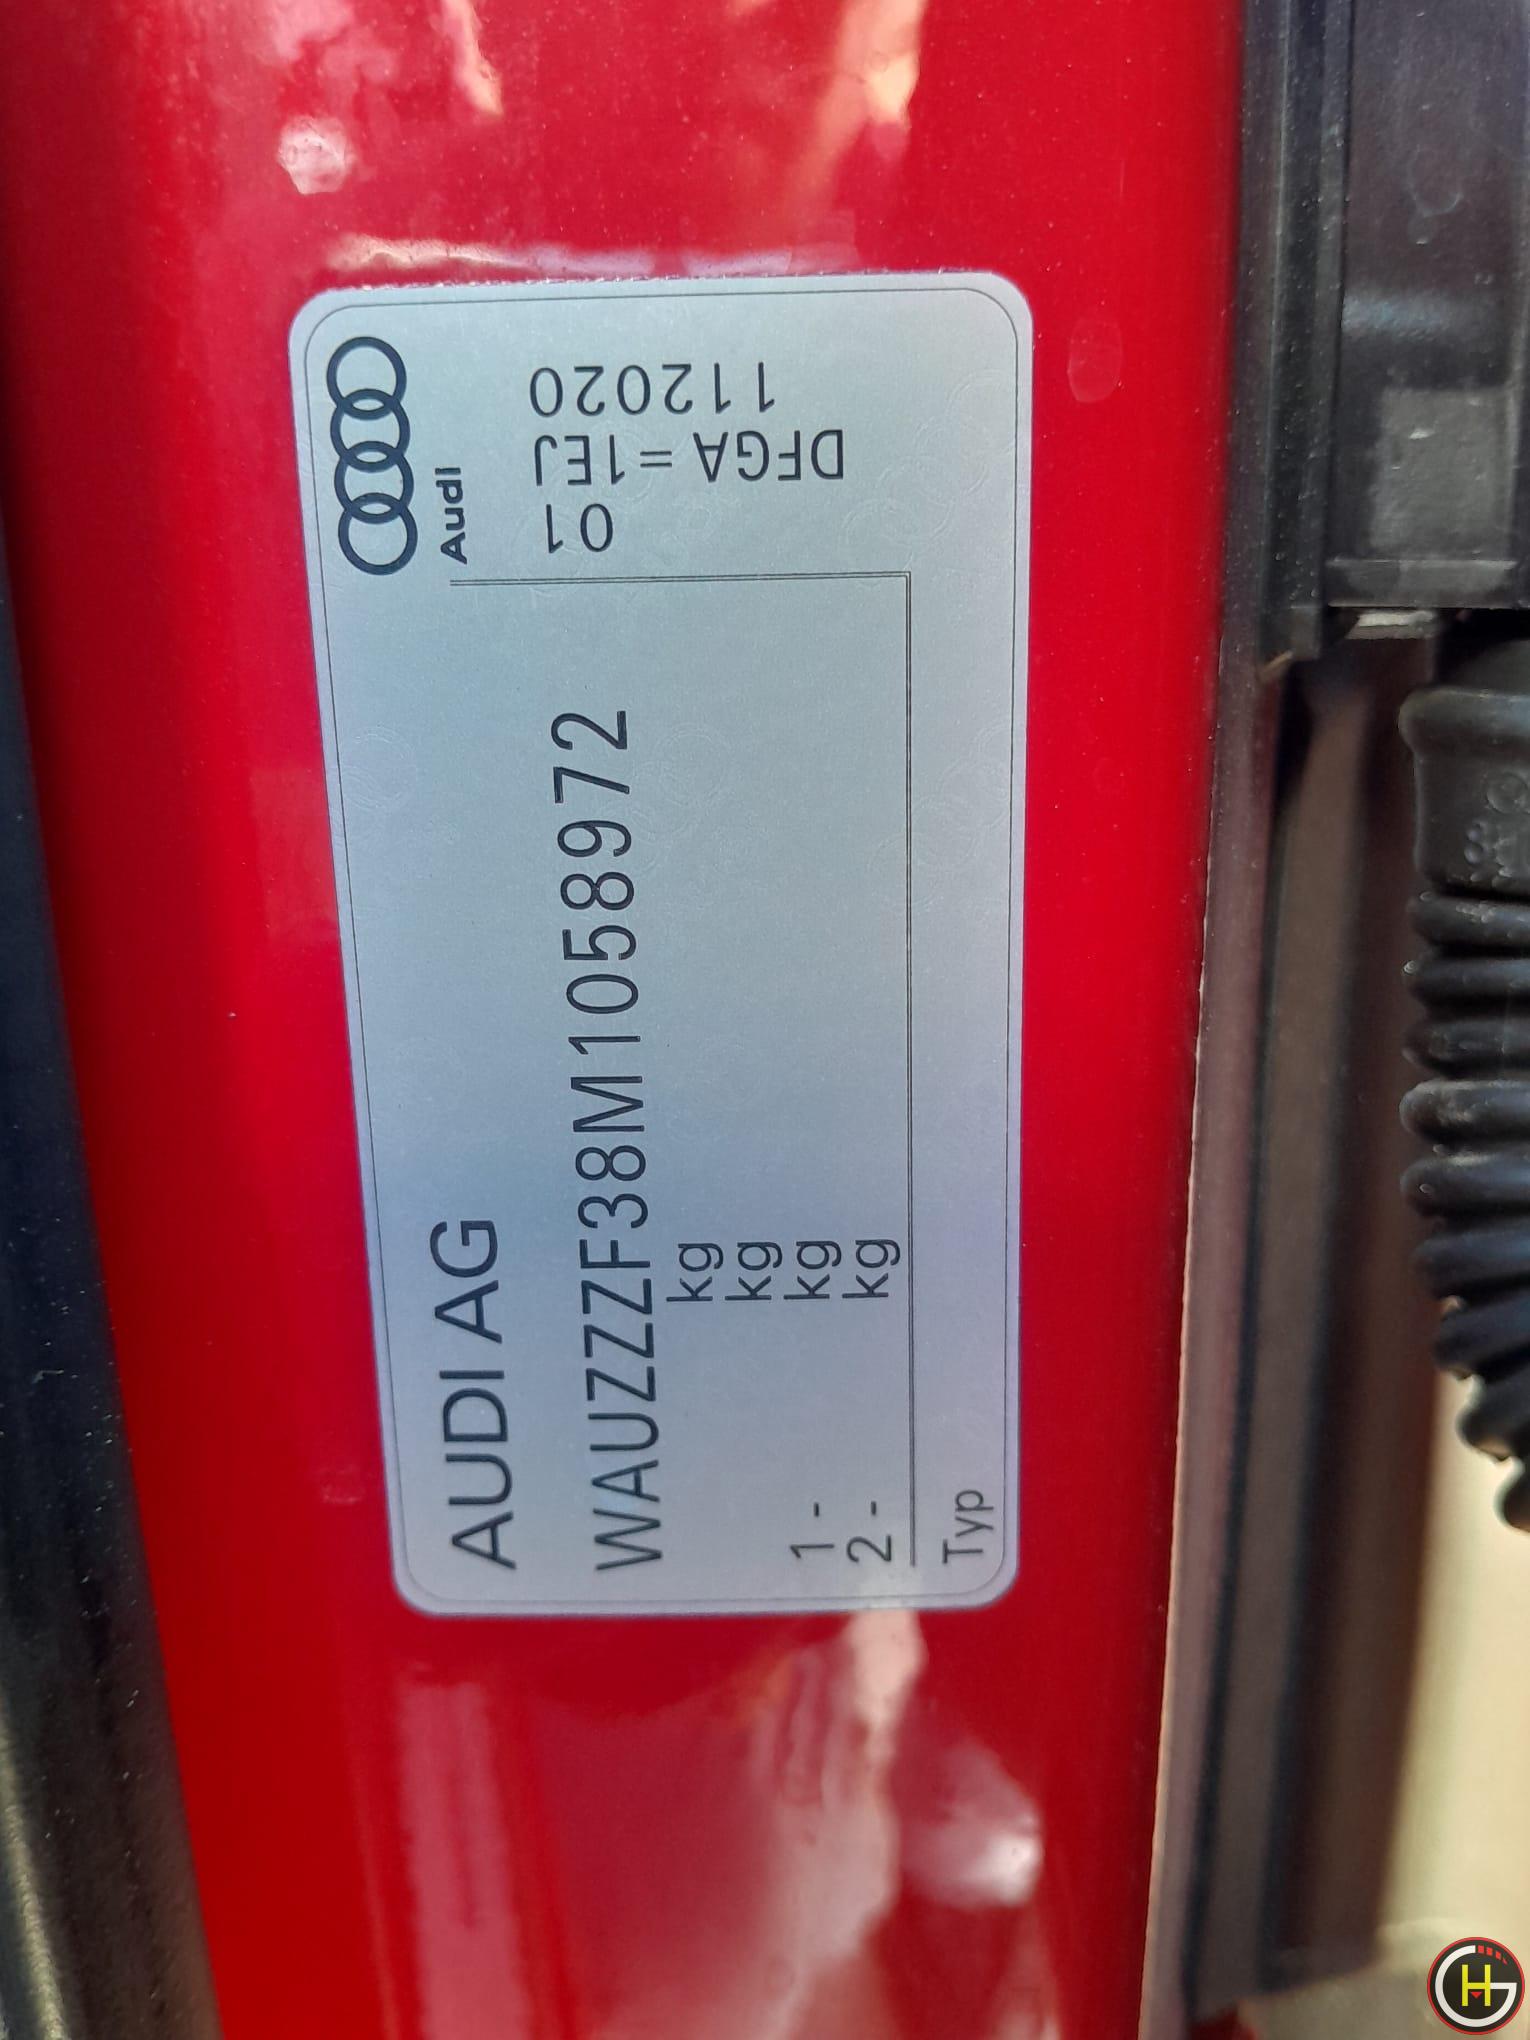 AUDI AG
WAUZZZF38M1058972
kg
kg
1 - kg
2 - kg
Typ
Audi
01
DFGA =1EJ
112020